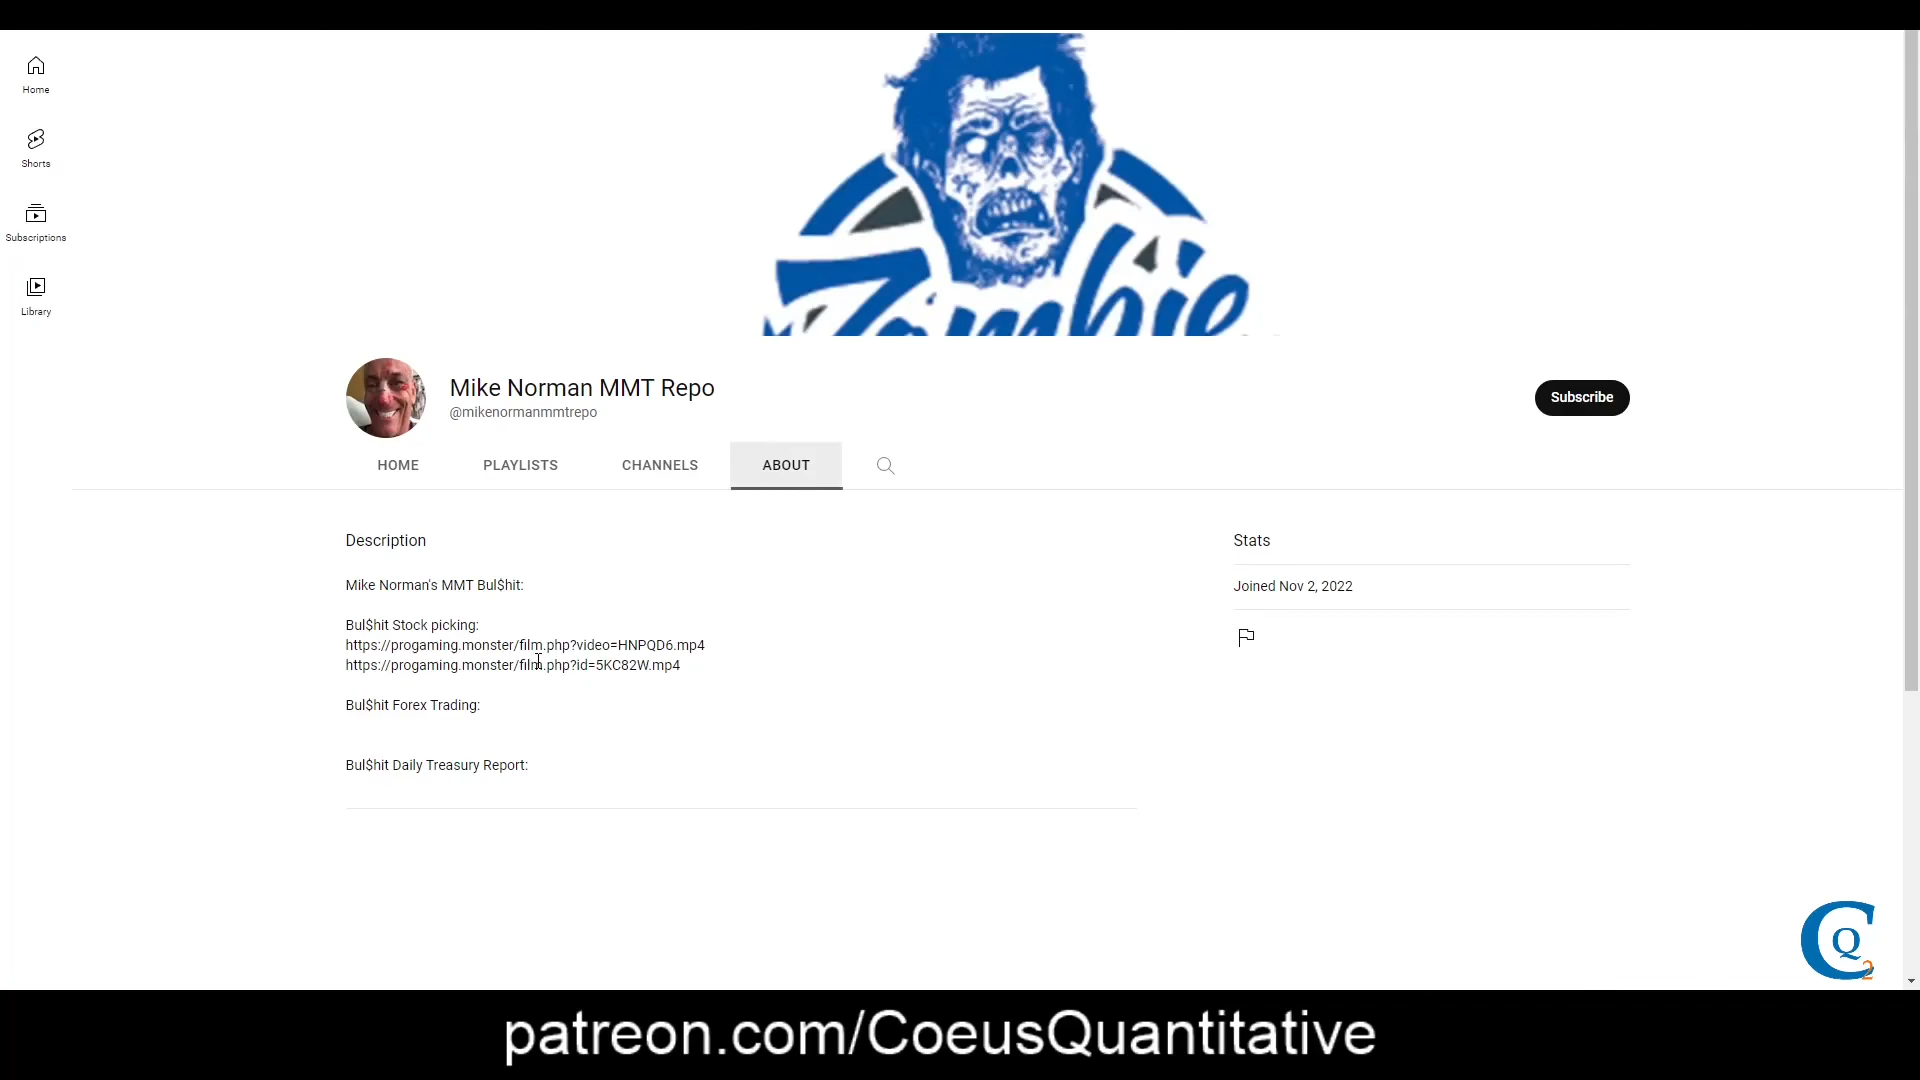 Home
Shorts
Subscriptions
Library
Zombie
Mike Norman MMT Repo
@mikenormanmmtrepo
Subscribe
HOME PLAYLISTS CHANNELS ABOUT
Description
Mike Norman's MMT Bul$hit:
Bul$hit Stock picking:
https://progaming.monster/film.php?video=HNPQD6.mp4
https://progaming.monster/film.php?id=5KC82W.mp4
Bul$hit Forex Trading:
Bul$hit Daily Treasury Report:
Stats
Joined Nov 2, 2022
CQ2
patreon.com/CoeusQuantitative